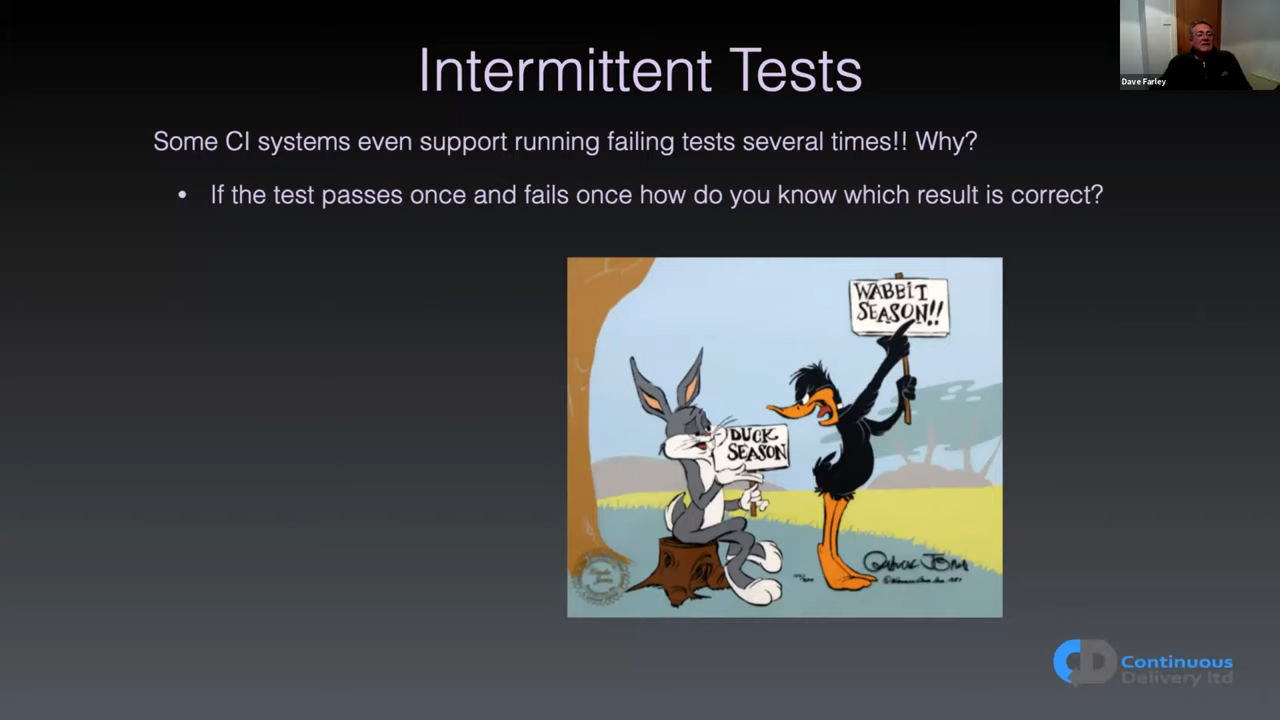 Intermittent Tests
Dave Farley
Some CI systems even support running failing tests several times!! Why?
• If the test passes once and fails once how do you know which result is correct?
WABBIT
SEASON!!
DUCK
SEASON
Continuous
Delivery ltd